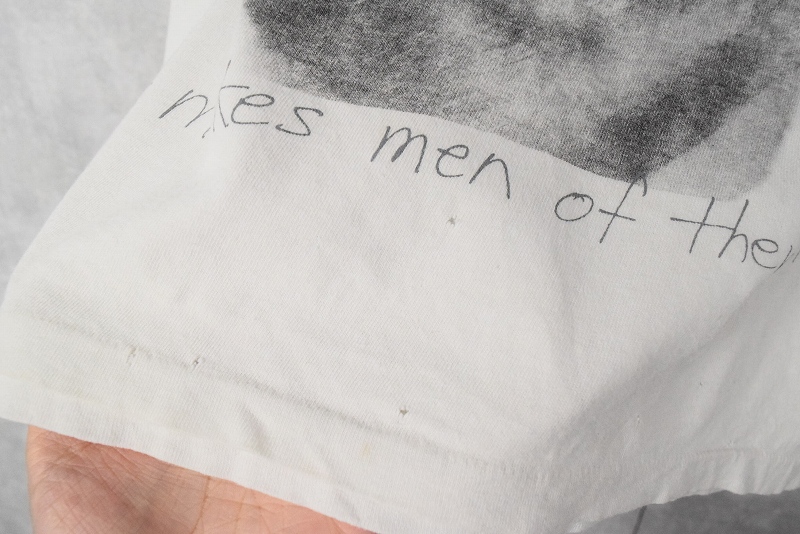 men of the